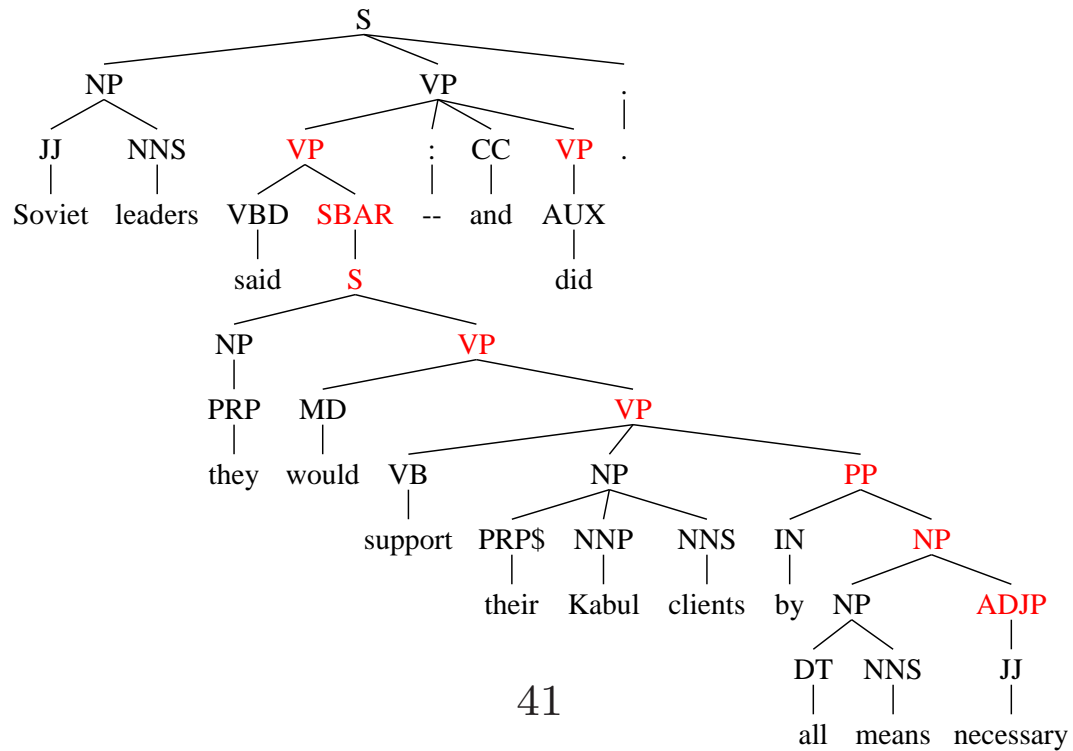 S
NP VP .
JJ NNS VP : CC VP .
Soviet leaders VBD SBAR -- and AUX
said S did
NP VP
PRP MD VP
they would VB NP PP
support PRP$ NNP NNS IN NP
their Kabul clients by NP ADJP
DT NNS JJ
41
all means necessary